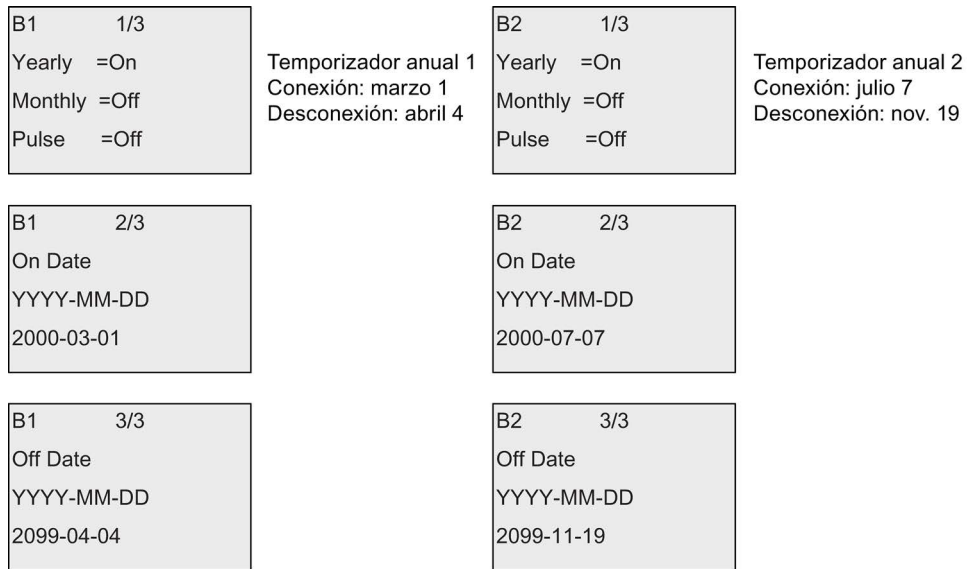 B1 1/3
Yearly =On
Monthly =Off
Pulse =Off
Temporizador anual 1
Conexión: marzo 1
Desconexión: abril 4
B2 1/3
Yearly =On
Monthly =Off
Pulse =Off
Temporizador anual 2
Conexión: julio 7
Desconexión: nov. 19
B1 2/3
On Date
YYYY-MM-DD
2000-03-01
B2 2/3
On Date
YYYY-MM-DD
2000-07-07
B1 3/3
Off Date
YYYY-MM-DD
2099-04-04
B2 3/3
Off Date
YYYY-MM-DD
2099-11-19